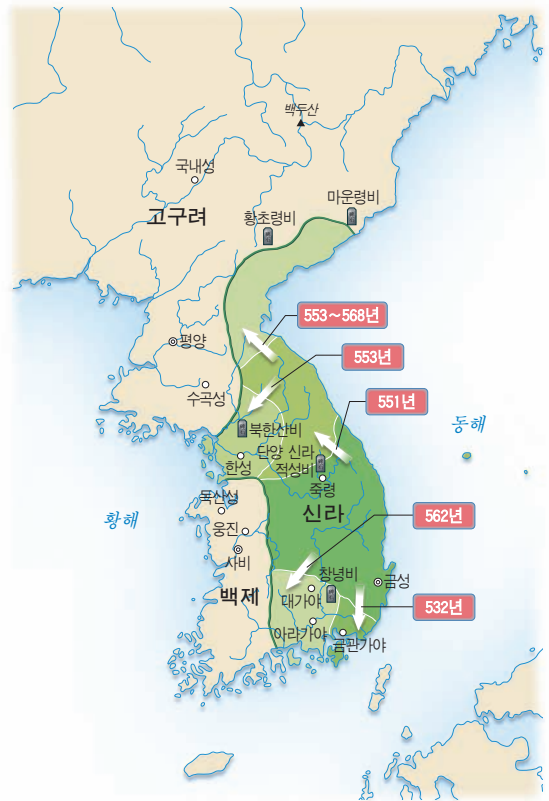 백두산
국내성
고구려
마운령비
황초령비
553~568년
평양
553년
수곡성
551년
북한산비
동해
단양 신라
적성비
한성
죽령
독산성
신라
562년
황해
웅진
사비
창녕비
금성
백제
대가야
532년
아라가야
금관가야